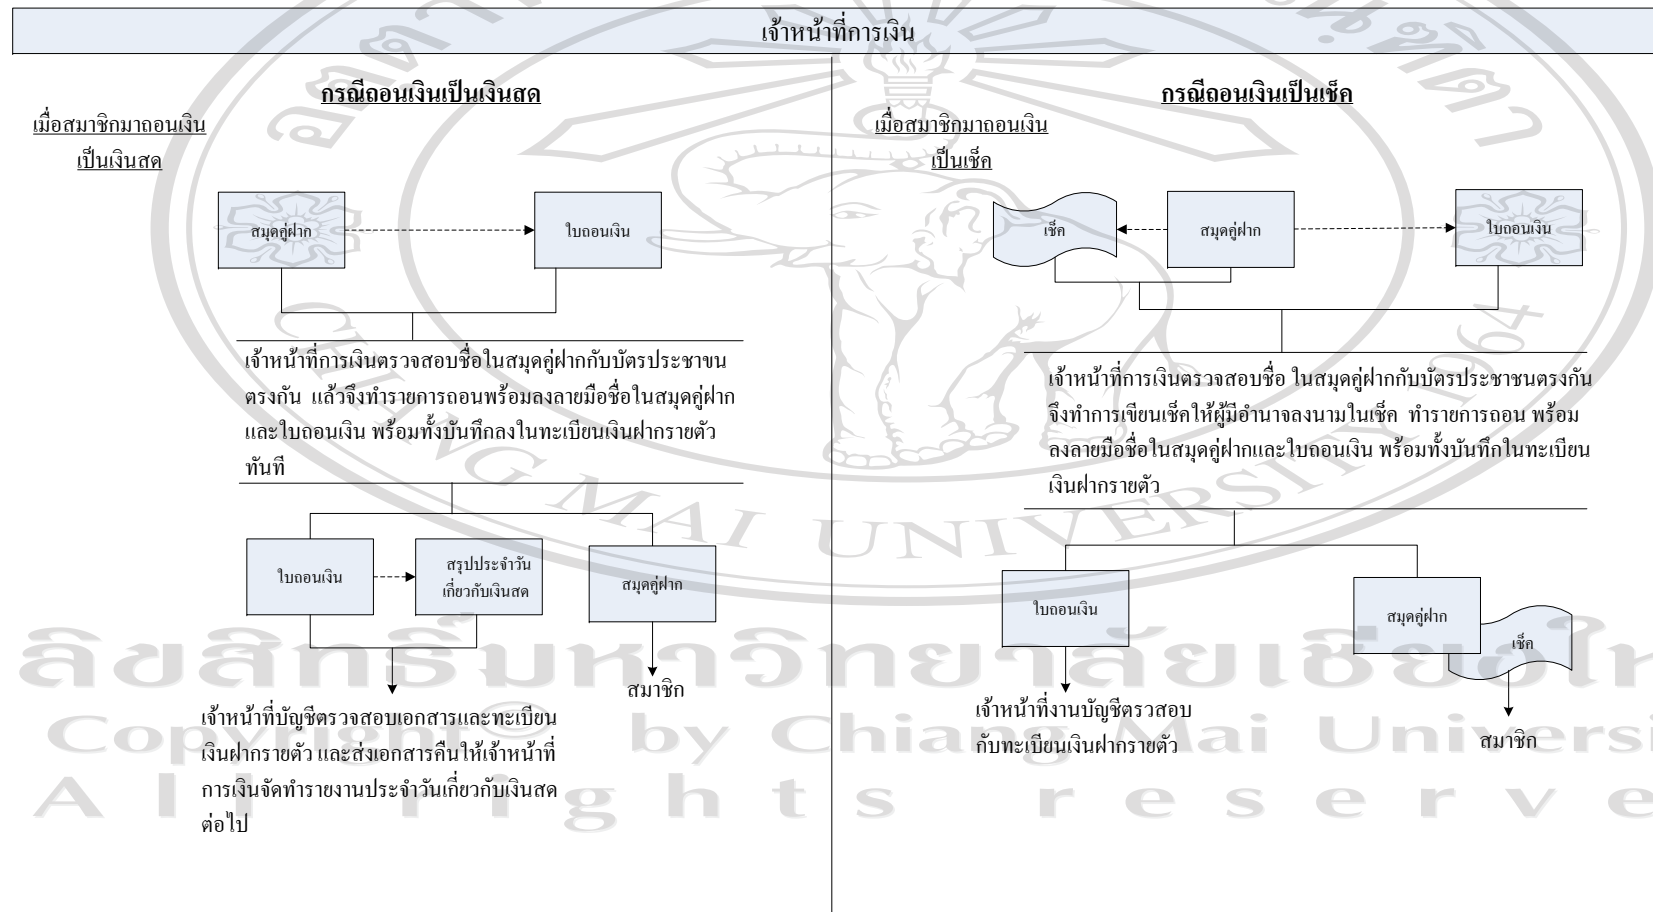 เจ้าหน้าที่การเงิน
กรณีถอนเงินเป็นเงินสด
เมื่อสมาชิกมาถอนเงิน
เป็นเงินสด
สมุดคู่ฝาก
ใบถอนเงิน
เจ้าหน้าที่การเงินตรวจสอบชื่อในสมุดคู่ฝากกับบัตรประชาขน
ตรงกัน แล้วจึงทำรายการถอนพร้อมลงลายมือชื่อในสมุดคู่ฝาก
และใบถอนเงิน พร้อมทั้งบันทึกลงในทะเบียนเงินฝากรายตัว
ทันที
ใบถอนเงิน
สรุปประจำวัน
เกี่ยวกับเงินสด
สมุดคู่ฝาก
สมาชิก
เจ้าหน้าที่บัญชีตรวจสอบเอกสารและทะเบียน
เงินฝากรายตัว และส่งเอกสารคืนให้เจ้าหน้าที่
การเงินจัดทำรายงานประจำวันเกี่ยวกับเงินสด
ต่อไป
กรณีถอนเงินเป็นเช็ค
เมื่อสมาชิกมาถอนเงิน
เป็นเช็ค
เช็ค
สมุดคู่ฝาก
ใบถอนเงิน
เจ้าหน้าที่การเงินตรวจสอบชื่อ ในสมุดคู่ฝากกับบัตรประชาชนตรงกัน
จึงทำการเขียนเช็คให้ผู้มีอำนาจลงนามในเช็ค ทำรายการถอน พร้อม
ลงลายมือชื่อในสมุดคู่ฝากและใบถอนเงิน พร้อมทั้งบันทึกในทะเบียน
เงินฝากรายตัว
ใบถอนเงิน
สมุดคู่ฝาก
เช็ค
เจ้าหน้าที่งานบัญชีตรวสอบ
กับทะเบียนเงินฝากรายตัว
สมาชิก
CHIANG MAI UNIVERSITY 1964
ลิขสิทธิ์มหาวิทยาลัยเชียงให
Copyright© by Chiang Mai Universi
All rights reserve